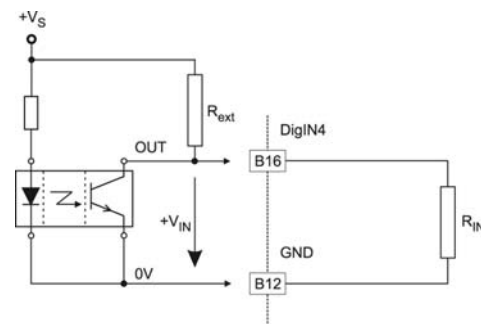 +VS
Rext
DigIN4
OUT
B16
+VIN
RIN
GND
0V
B12